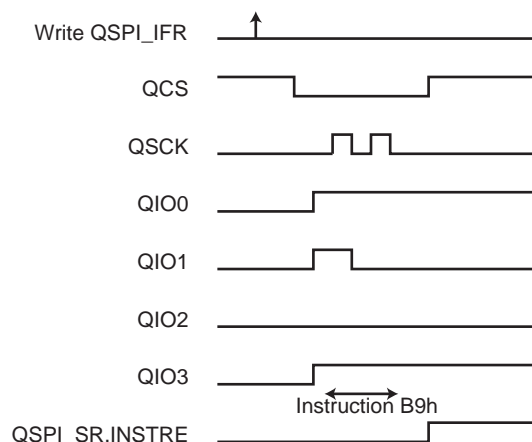 Write QSPI_IFR
QCS
QSCK
QIO0
QIO1
QIO2
QIO3
Instruction B9h
QSPI_SR.INSTRE